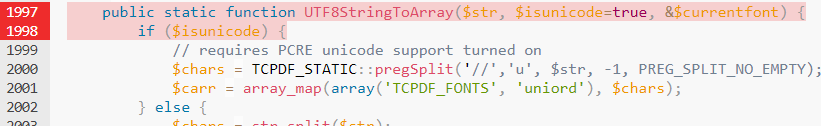 1997 public static function UTF8StringToArray($str, $isunicode=true, &$currentfont) {
1998 if ($isunicode) {
1999 // requires PCRE unicode support turned on
2000 $chars = TCPDF_STATIC::pregSplit('//','u', $str, -1, PREG_SPLIT_NO_EMPTY);
2001 $carr = array_map(array('TCPDF_FONTS', 'uniord'), $chars);
2002 } else {
2003 $chars = str_split($str);